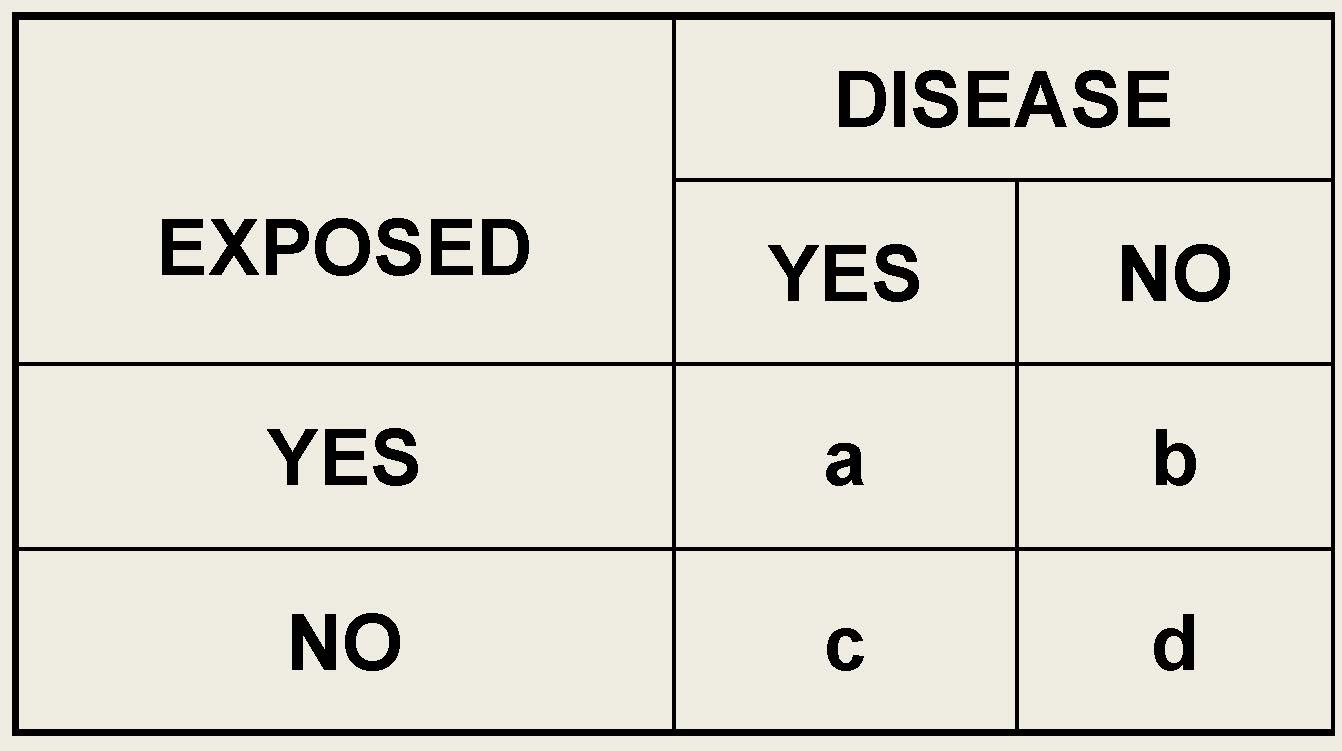 DISEASE
EXPOSED
YES NO
YES a b
NO c d